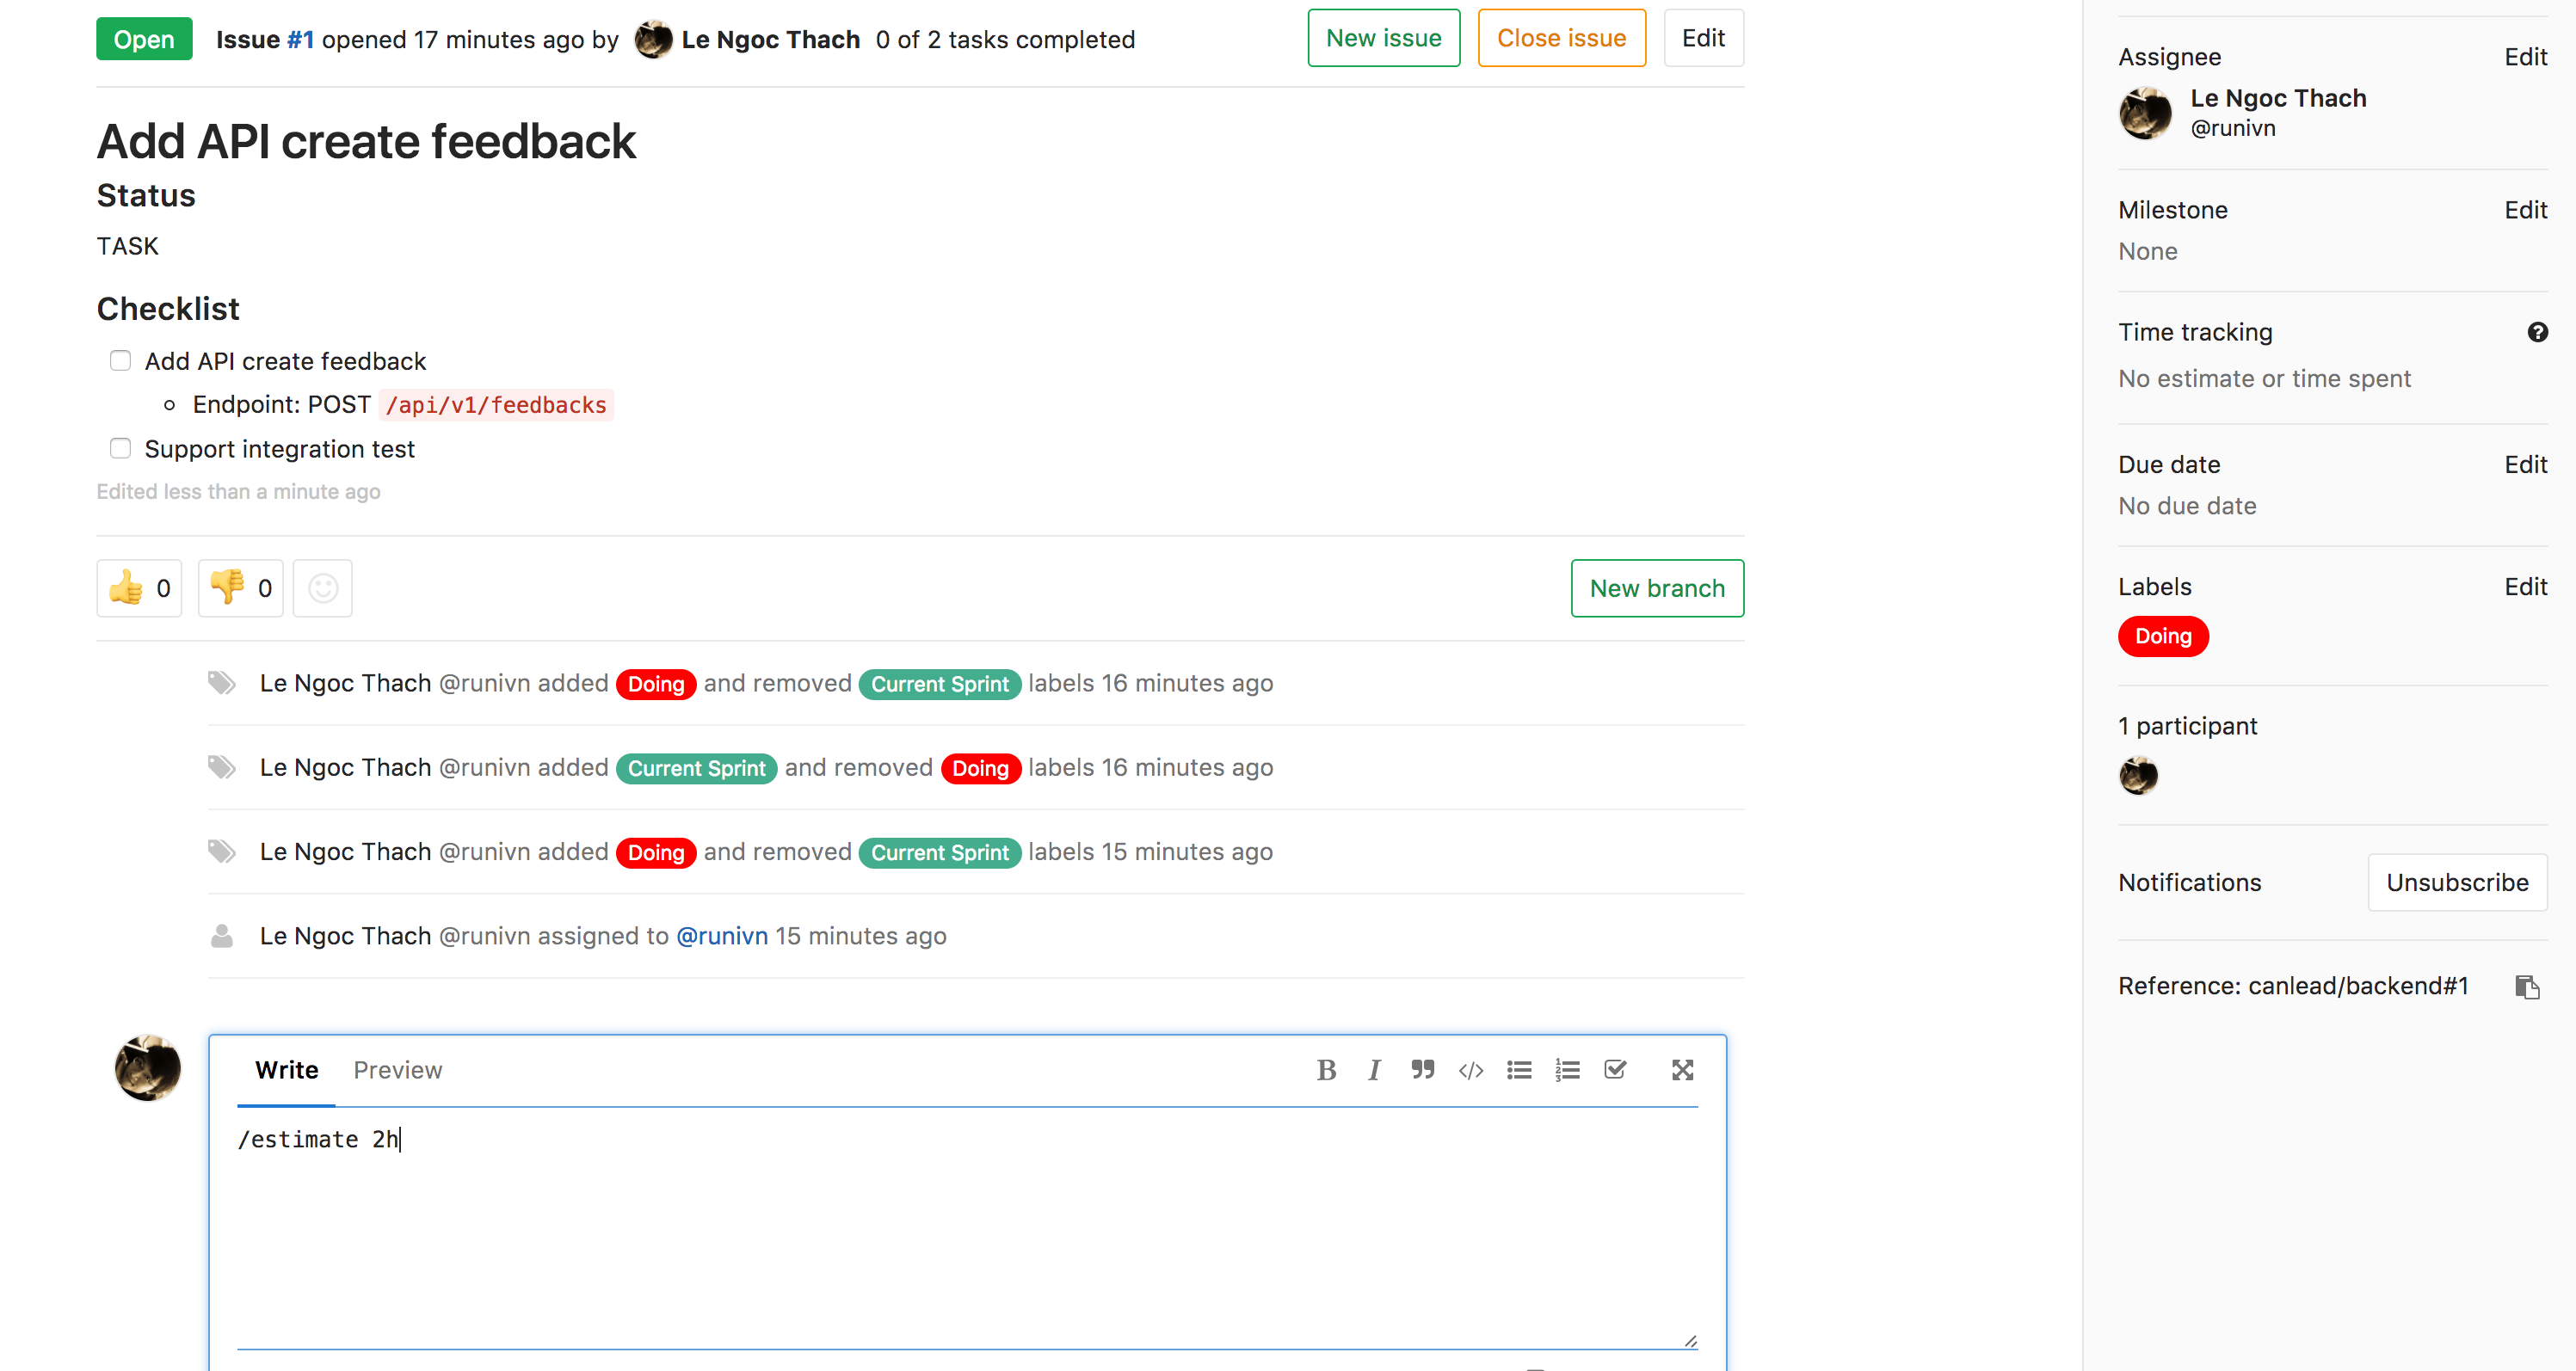 Open Issue #1 opened 17 minutes ago by Le Ngoc Thach 0 of 2 tasks completed New issue Close issue Edit
Add API create feedback
Status
TASK
Checklist
Add API create feedback
Endpoint: POST /api/v1/feedbacks
Support integration test
Edited less than a minute ago
0 0 New branch
Le Ngoc Thach @runivn added Doing and removed Current Sprint labels 16 minutes ago
Le Ngoc Thach @runivn added Current Sprint and removed Doing labels 16 minutes ago
Le Ngoc Thach @runivn added Doing and removed Current Sprint labels 15 minutes ago
Le Ngoc Thach @runivn assigned to @runivn 15 minutes ago
Write Preview
/estimate 2h
Assignee Edit
Le Ngoc Thach
@runivn
Milestone Edit
None
Time tracking
No estimate or time spent
Due date Edit
No due date
Labels Edit
Doing
1 participant
Notifications Unsubscribe
Reference: canlead/backend#1